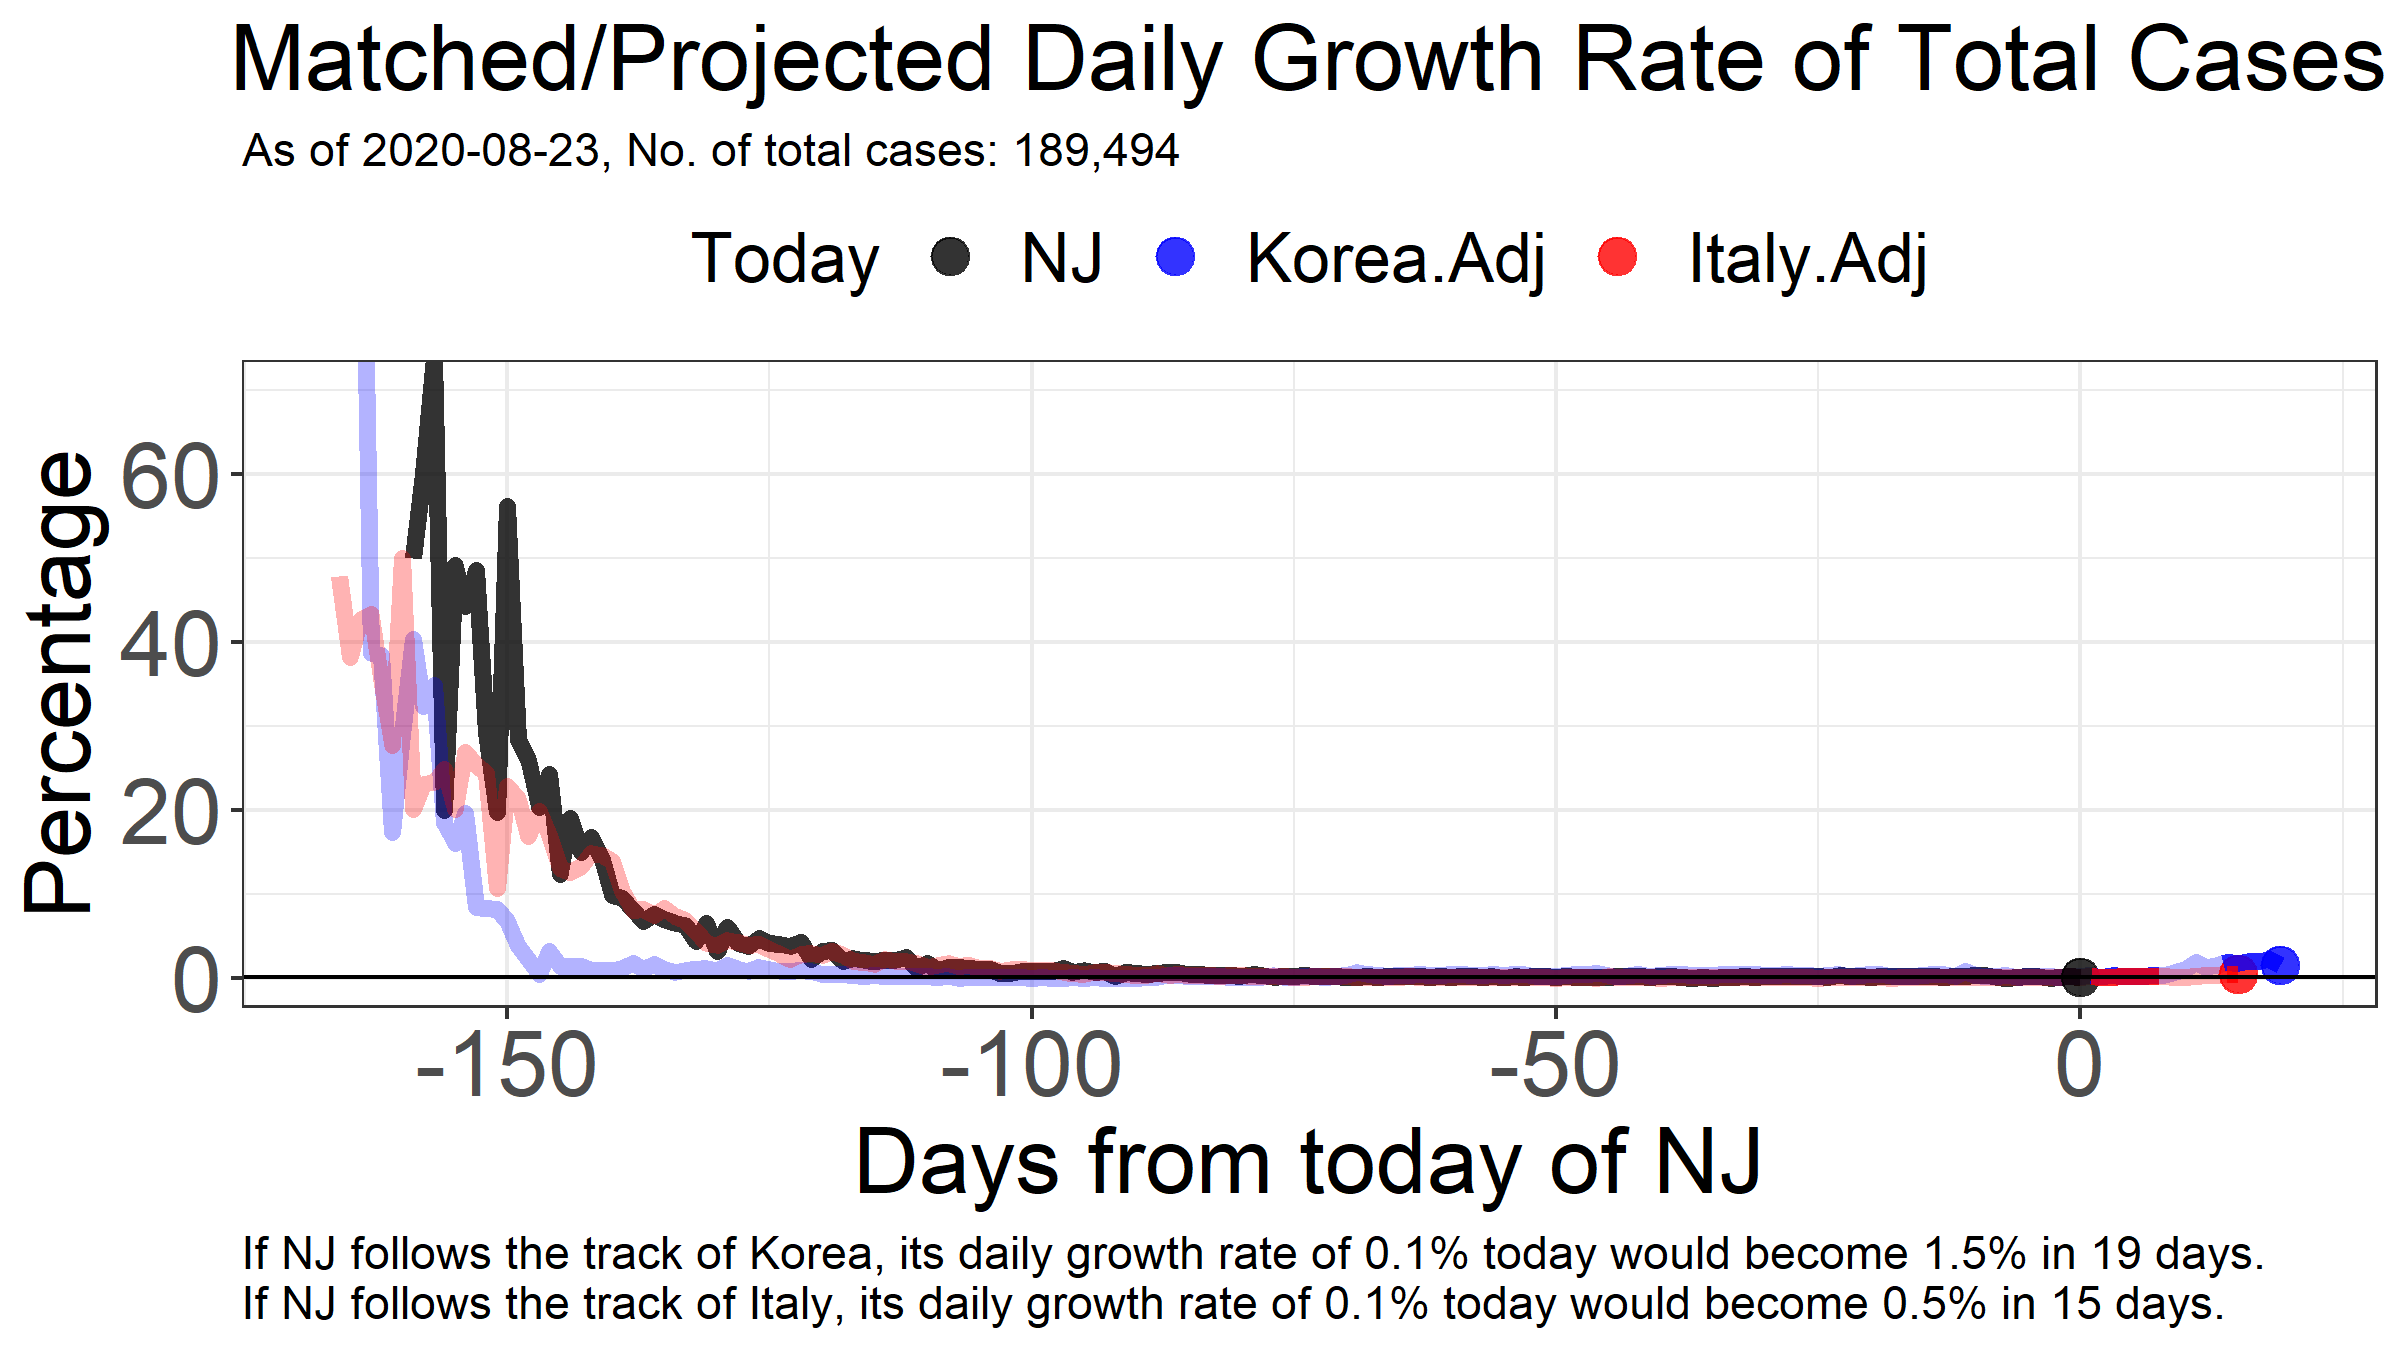 Matched/Projected Daily Growth Rate of Total Cases
As of 2020-08-23, No. of total cases: 189,494
Today NJ Korea.Adj Italy.Adj
Percentage
60
40
20
0
-150 -100 -50 0
Days from today of NJ
If NJ follows the track of Korea, its daily growth rate of 0.1% today would become 1.5% in 19 days.
If NJ follows the track of Italy, its daily growth rate of 0.1% today would become 0.5% in 15 days.